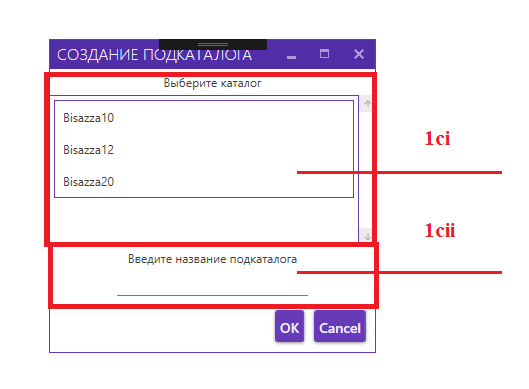 СОЗДАНИЕ ПОДКАТАЛОГА
Выберите каталог
Bisazza10
Bisazza12
Bisazza20
1ci
1cii
Введите название подкаталога
OK Cancel